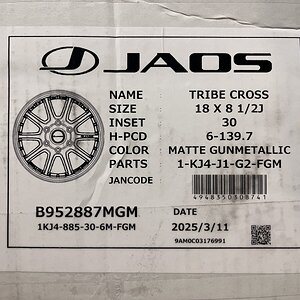 JAOS
NAME TRIBE CROSS
SIZE 18 X 8 1/2J
INSET 30
H-PCD 6-139.7
COLOR MATTE GUNMETALLIC
PARTS 1-KJ4-J1-G2-FGM
JANCODE
4948350308741
B952887MGM
1KJ4-885-30-6M-FGM
DATE
2025/3/11
9AM0C03176991